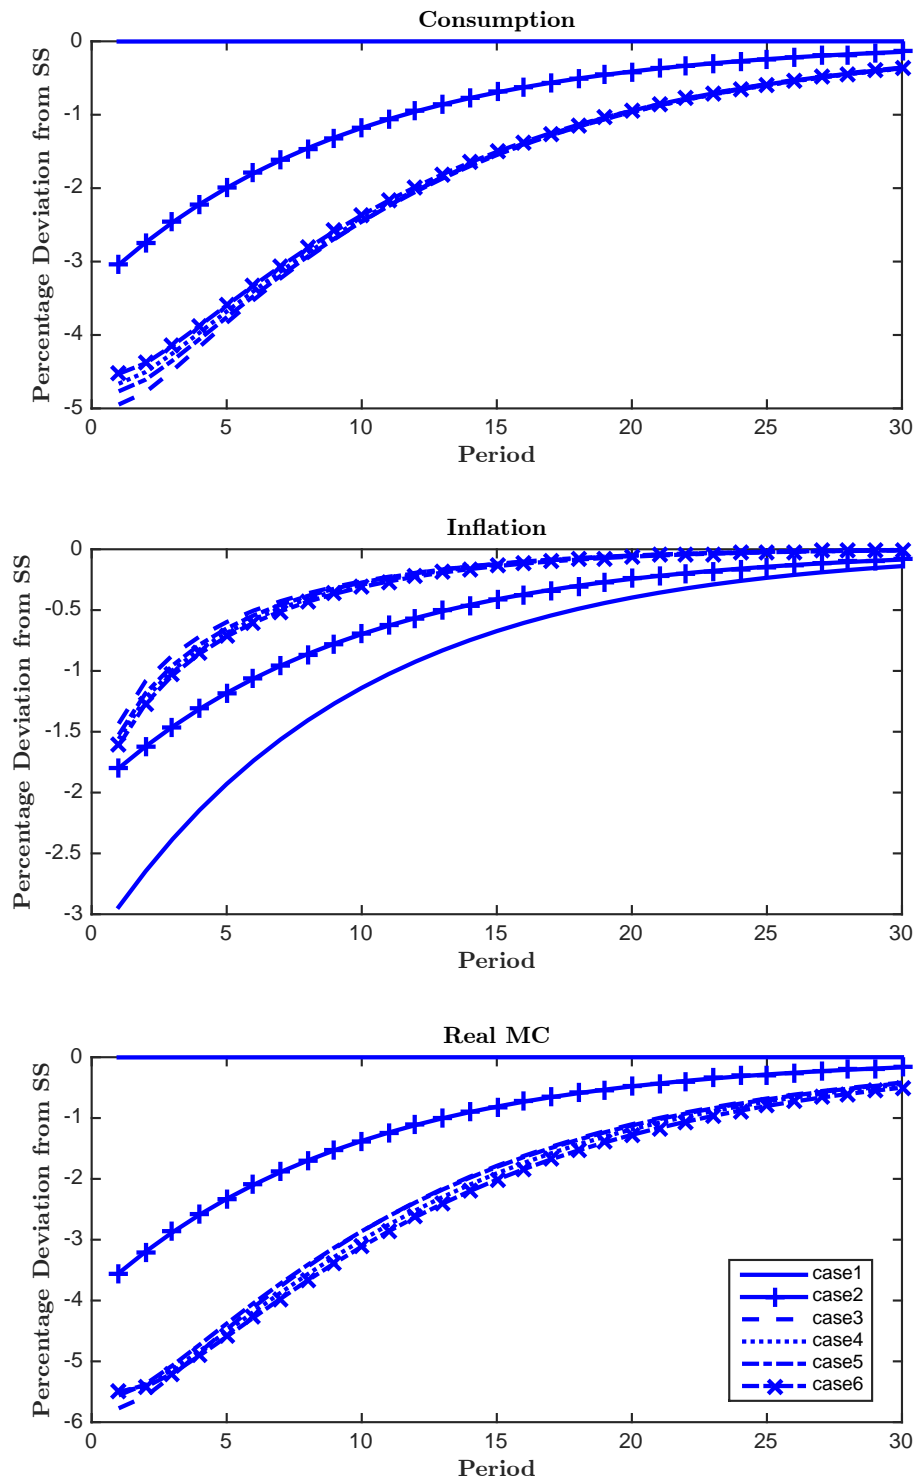 Consumption
Percentage Deviation from SS
0
-1
-2
-3
-4
-5
0 5 10 15 20 25 30
Period
Inflation
Percentage Deviation from SS
0
-0.5
-1
-1.5
-2
-2.5
-3
0 5 10 15 20 25 30
Period
Real MC
Percentage Deviation from SS
0
-1
-2
-3
-4
-5
-6
case1
case2
case3
case4
case5
case6
0 5 10 15 20 25 30
Period